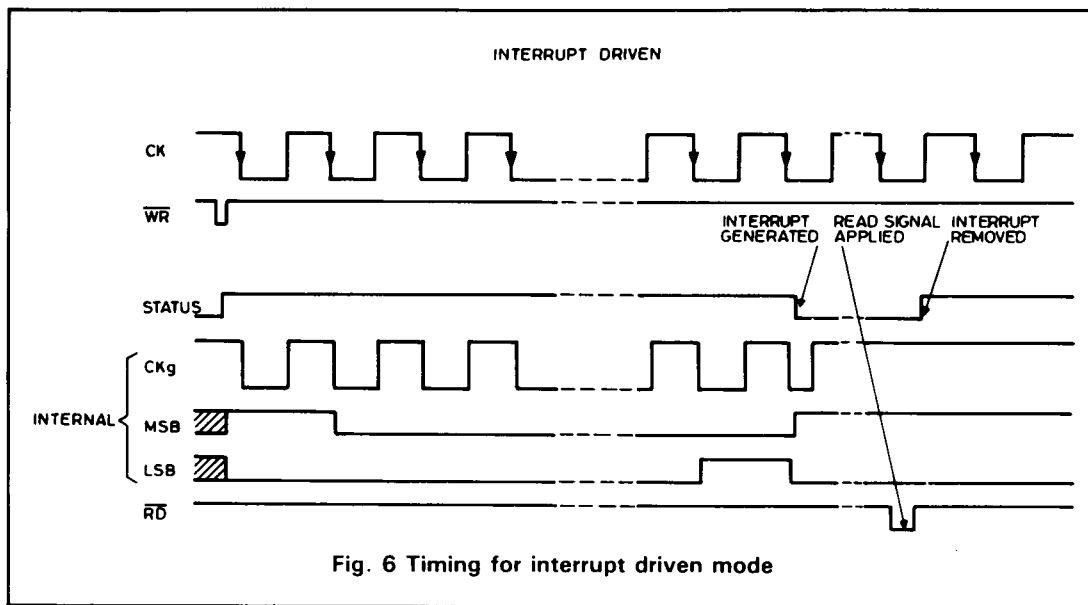 INTERRUPT DRIVEN
CK
WR
INTERRUPT GENERATED
READ SIGNAL APPLIED
INTERRUPT REMOVED
STATUS
CKg
INTERNAL
MSB
LSB
RD
Fig. 6 Timing for interrupt driven mode